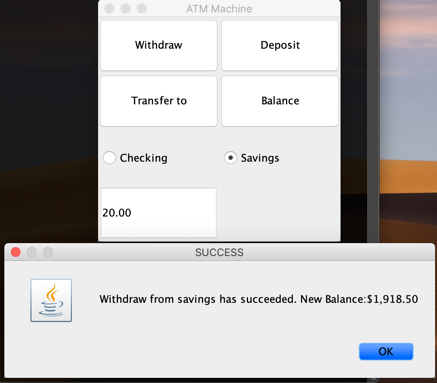 ATM Machine
Withdraw
Deposit
Transfer to
Balance
Checking
Savings
20.00
SUCCESS
Withdraw from savings has succeeded. New Balance:$1,918.50
OK